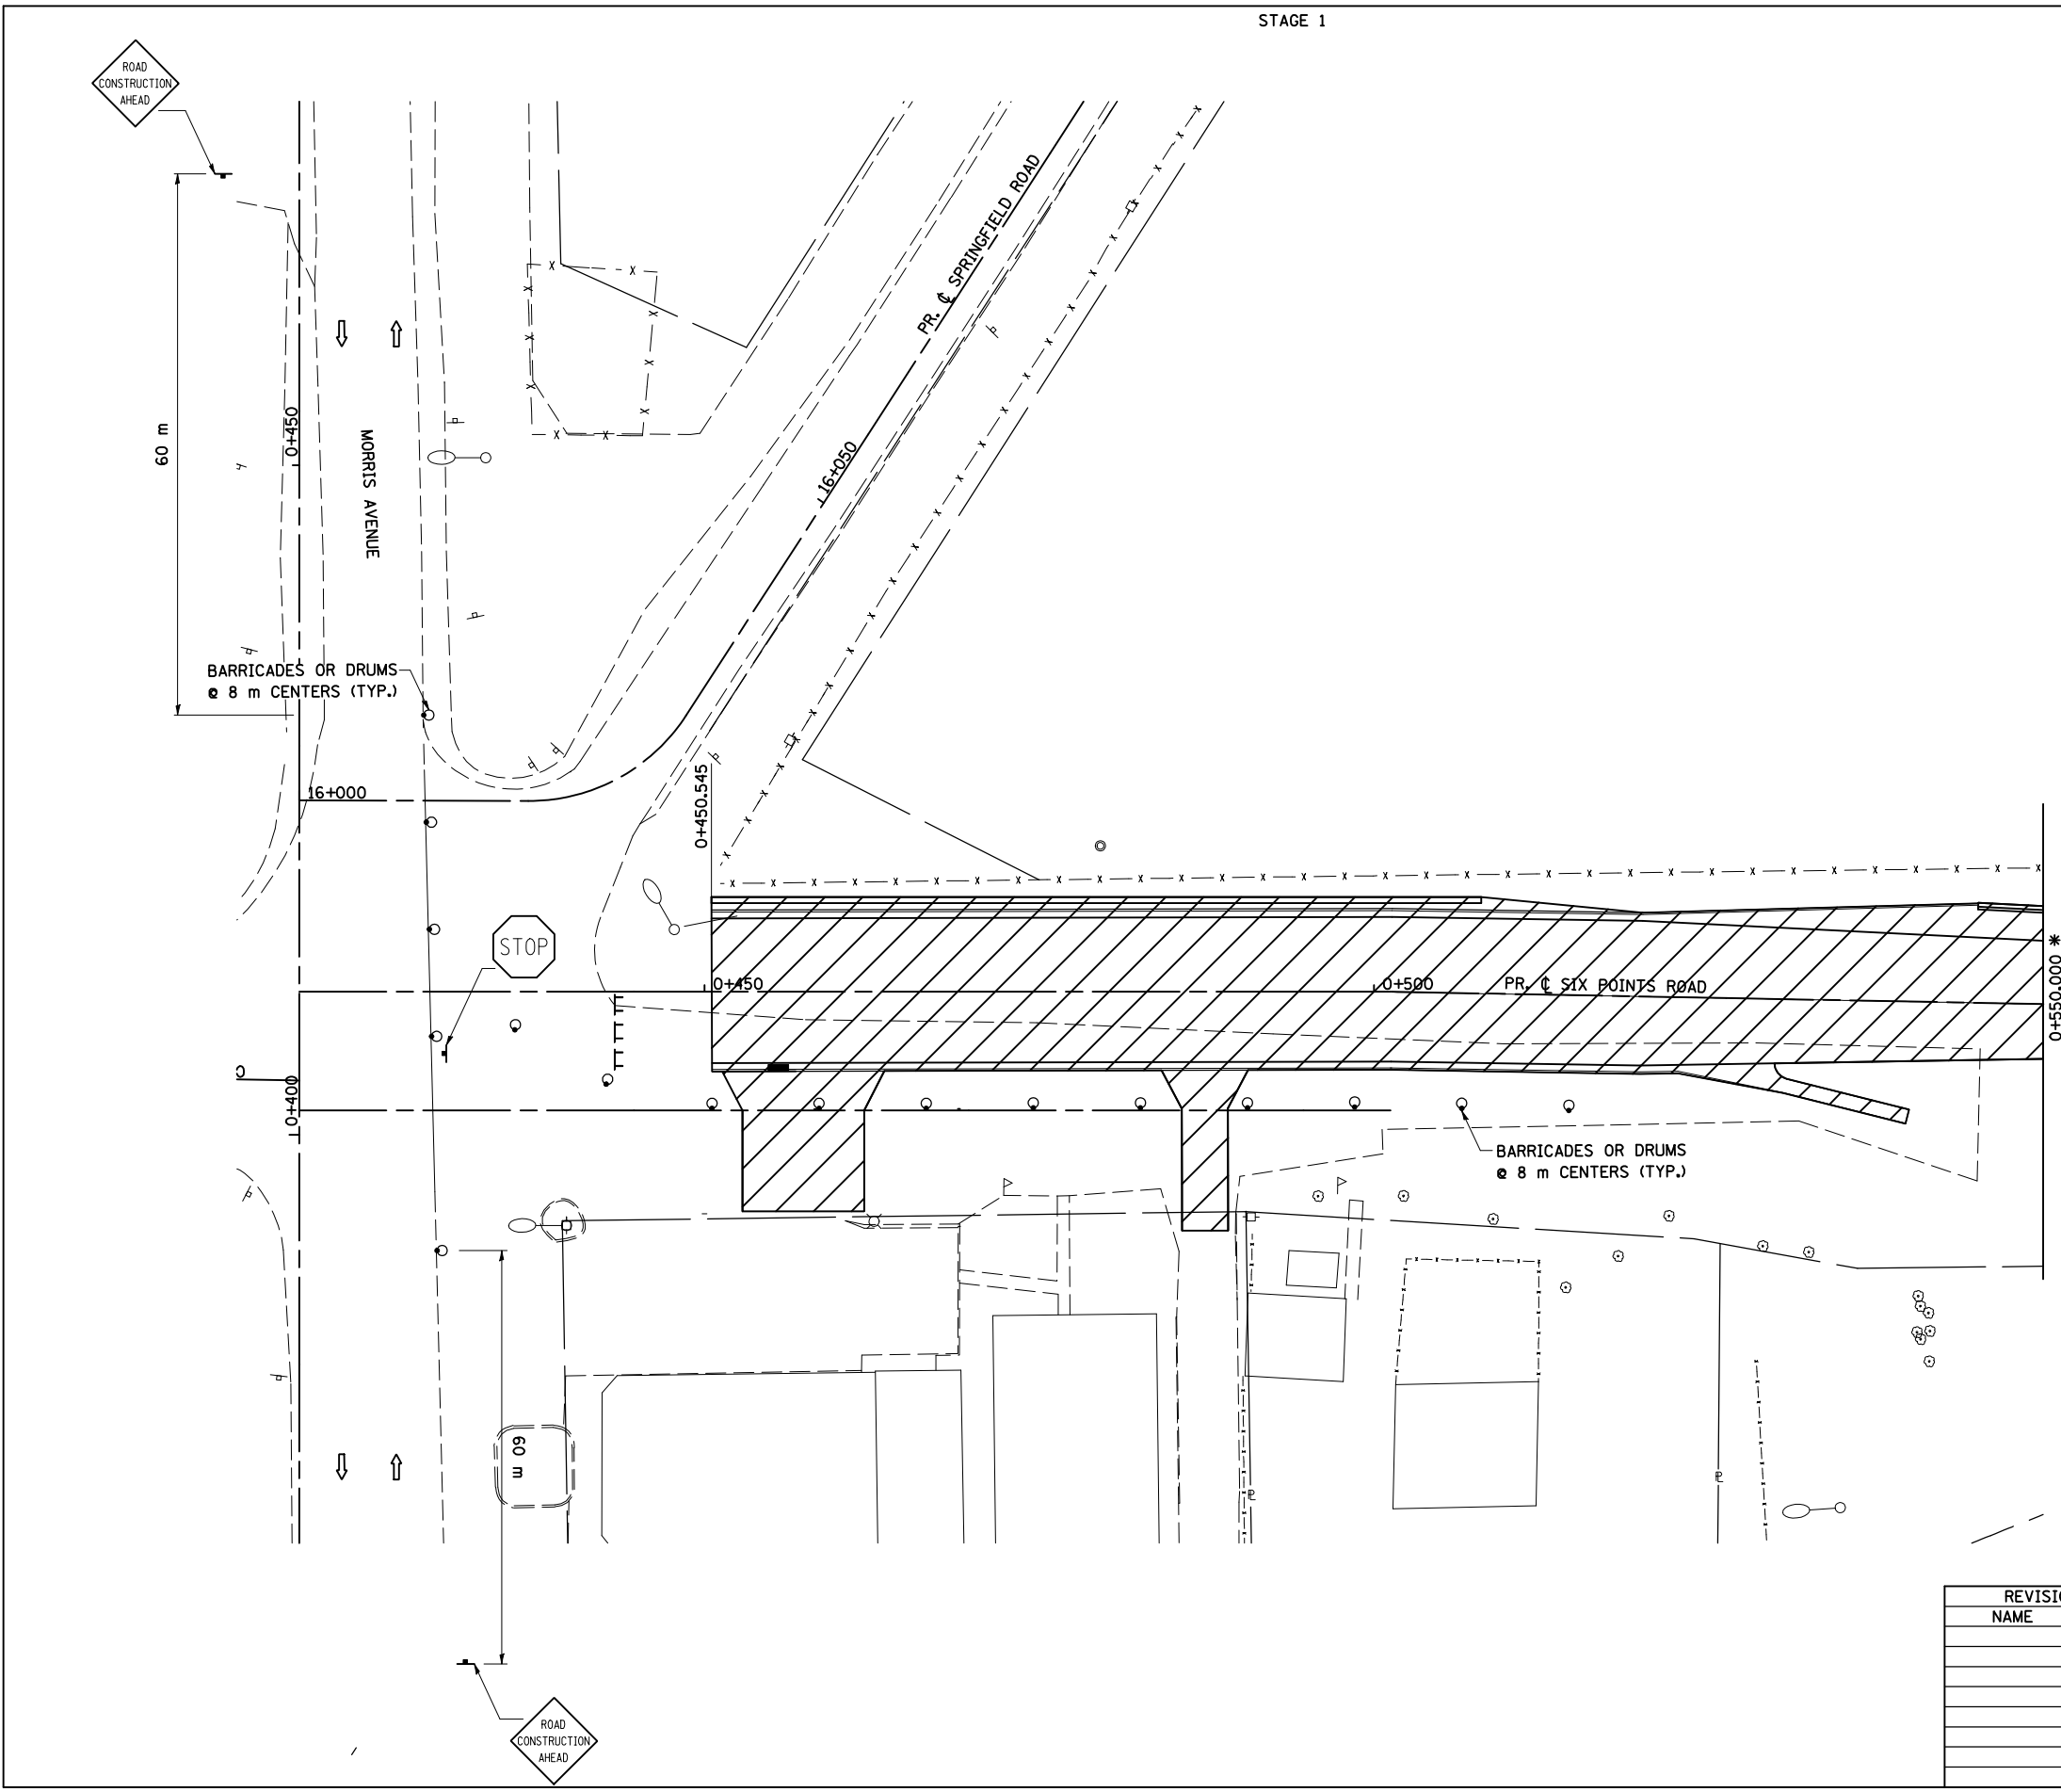 STAGE 1
ROAD
CONSTRUCTION
AHEAD
60 m
0+450
MORRIS AVENUE
PR. ℄ SPRINGFIELD ROAD
16+050
BARRICADES OR DRUMS
@ 8 m CENTERS (TYP.)
16+000
0+450.545
STOP
0+450
0+500
PR. ℄ SIX POINTS ROAD
0+550.000 *
0
0+400
BARRICADES OR DRUMS
@ 8 m CENTERS (TYP.)
60 m
ROAD
CONSTRUCTION
AHEAD
REVISIO
NAME